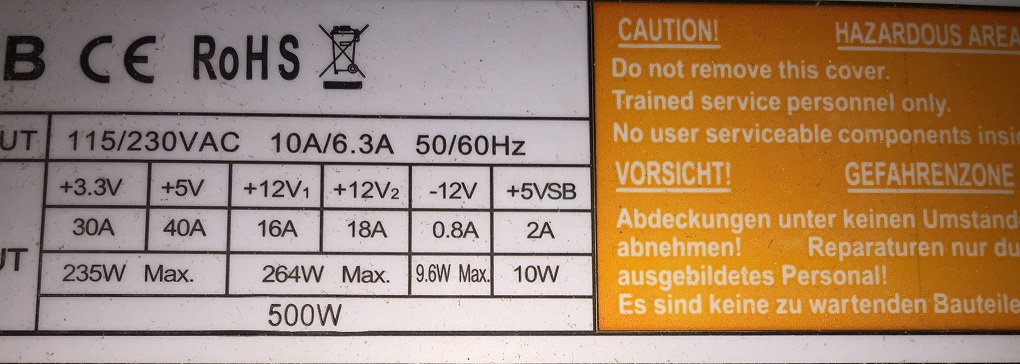 B CE RoHS
UT 115/230VAC 10A/6.3A 50/60Hz
+3.3V +5V +12V1 +12V2 -12V +5VSB
30A 40A 16A 18A 0.8A 2A
UT
235W Max. 264W Max. 9.6W Max. 10W
500W
CAUTION! HAZARDOUS AREA
Do not remove this cover.
Trained service personnel only.
No user serviceable components insi
VORSICHT! GEFAHRENZONE
Abdeckungen unter keinen Umstände
abnehmen! Reparaturen nur du
ausgebildetes Personal!
Es sind keine zu wartenden Bauteile